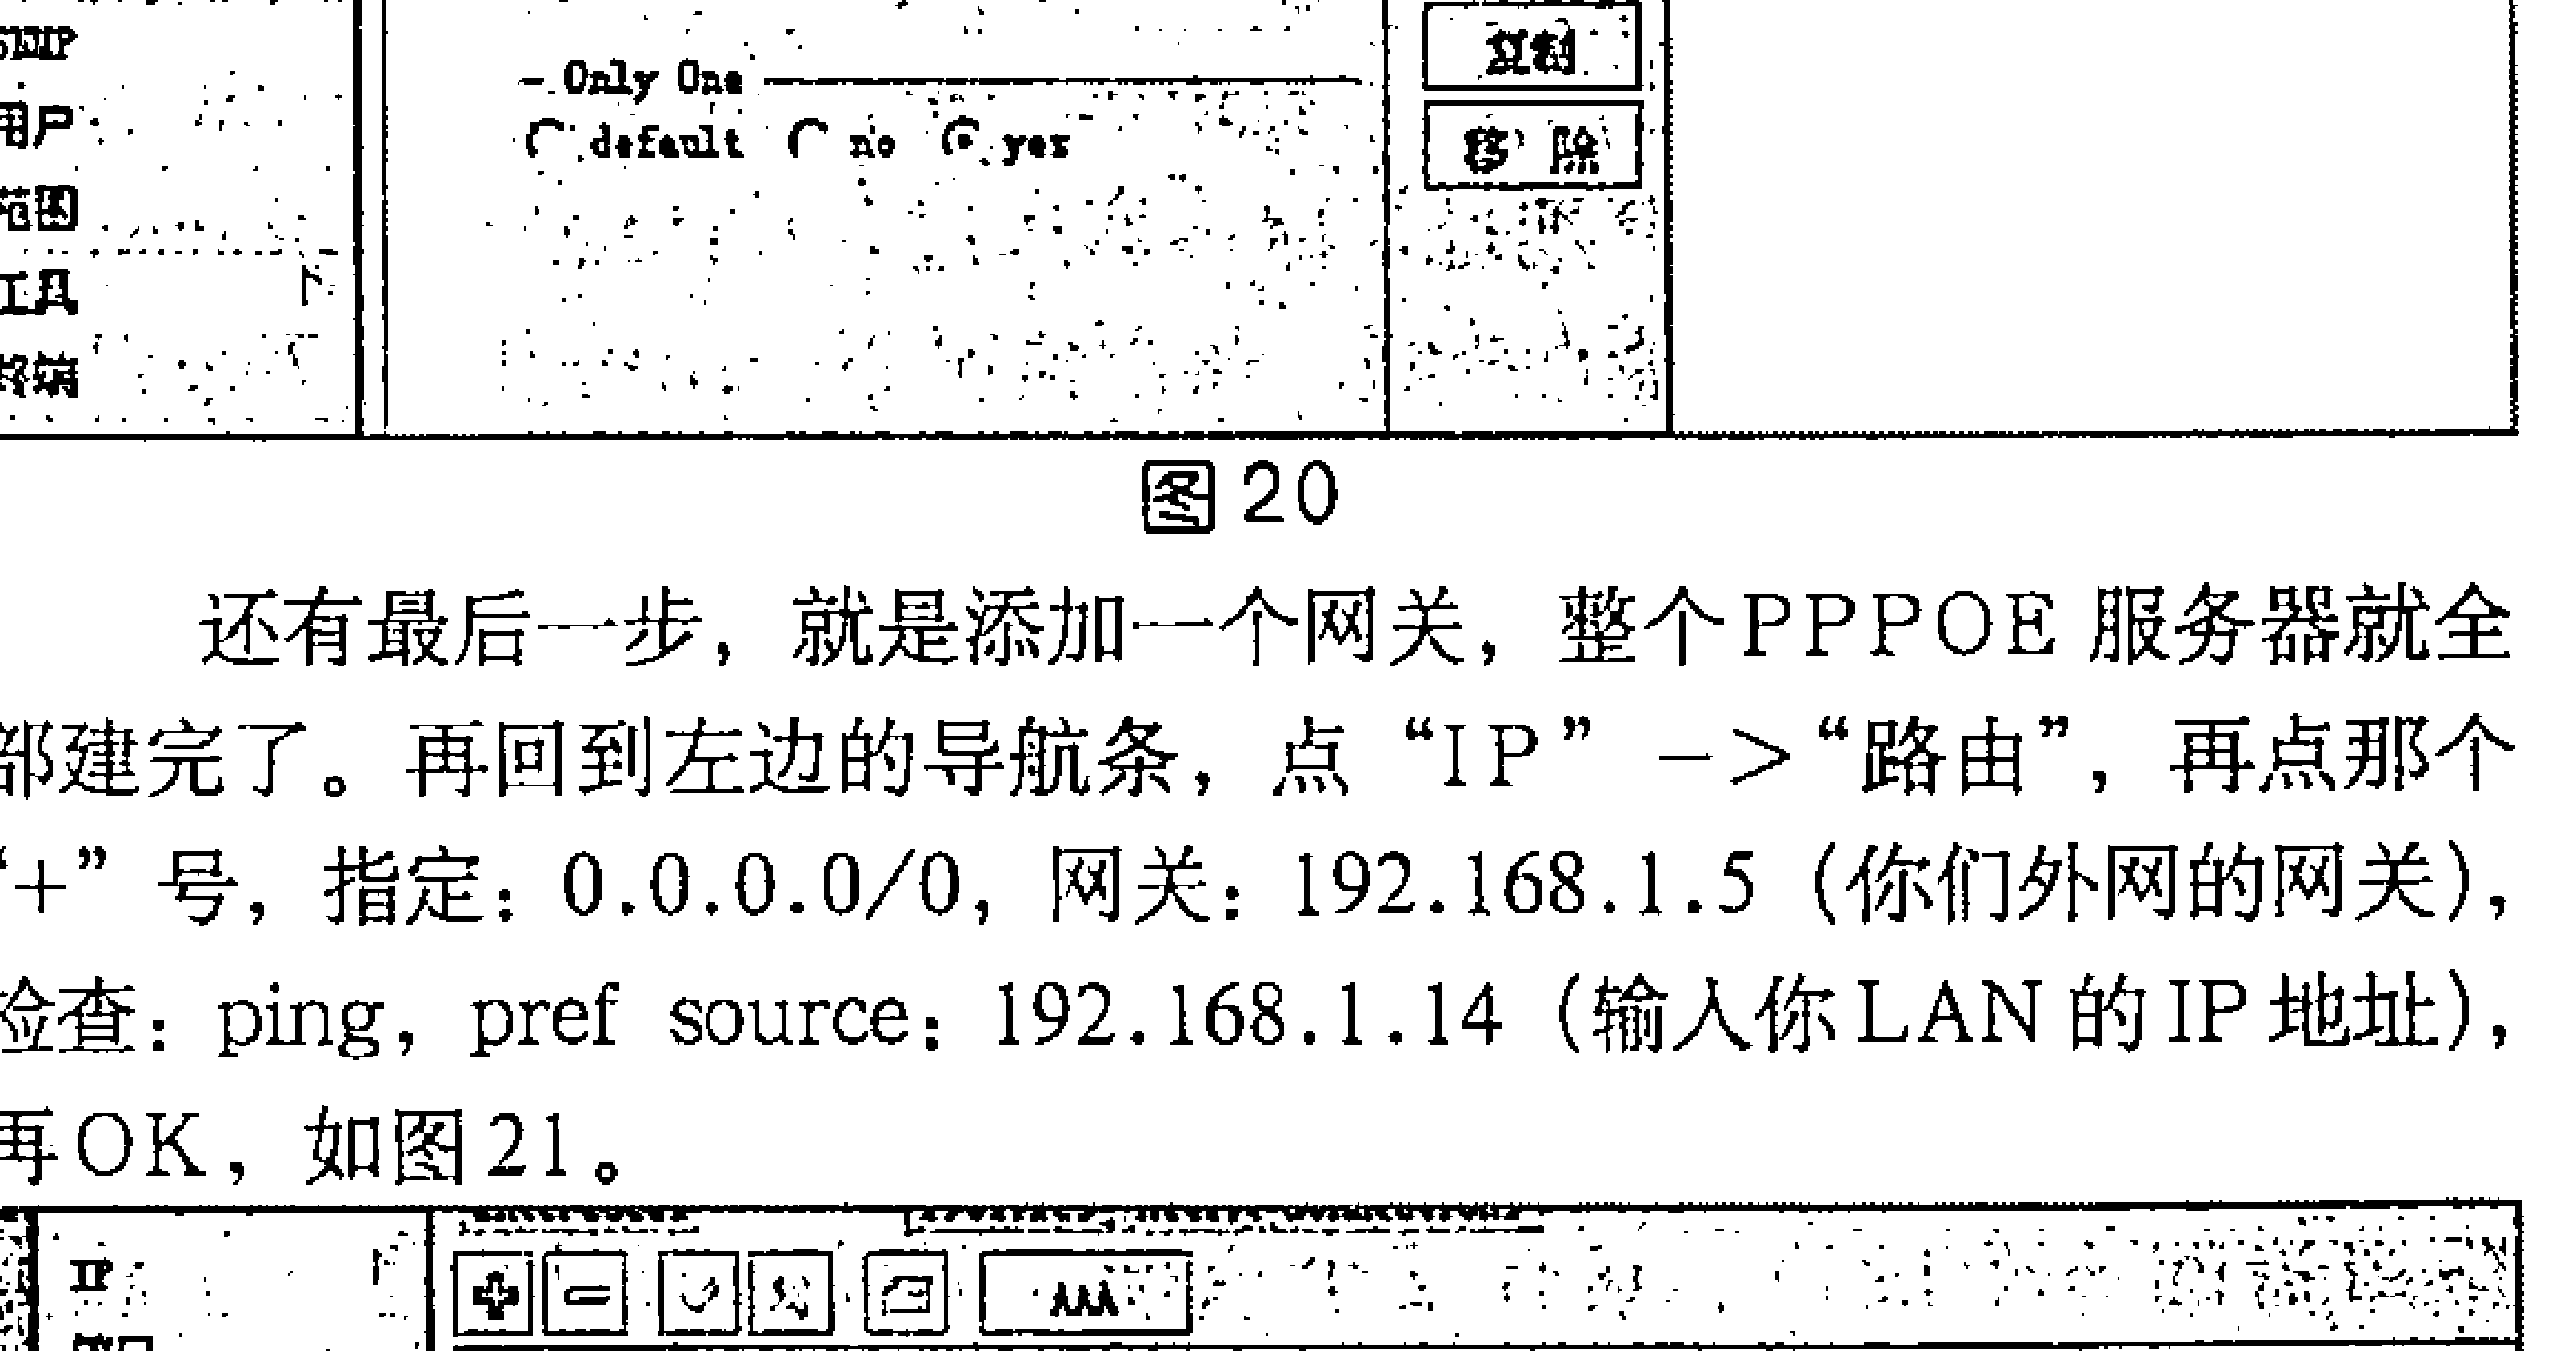 SNMP
复制
Only One
用户
default no yes
移 除
范围
工具
终端
图20
还有最后一步，就是添加一个网关，整个PPPOE服务器就全
部建完了。再回到左边的导航条，点“IP”->“路由”，再点那个
“+”号，指定：0.0.0.0/0，网关：192.168.1.5（你们外网的网关），
检查：ping，pref source：192.168.1.14（输入你LAN的IP地址），
再OK，如图21。
IP
AAA